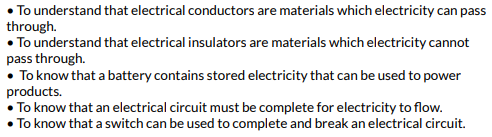 • To understand that electrical conductors are materials which electricity can pass
through.
• To understand that electrical insulators are materials which electricity cannot
pass through.
• To know that a battery contains stored electricity that can be used to power
products.
• To know that an electrical circuit must be complete for electricity to flow.
• To know that a switch can be used to complete and break an electrical circuit.